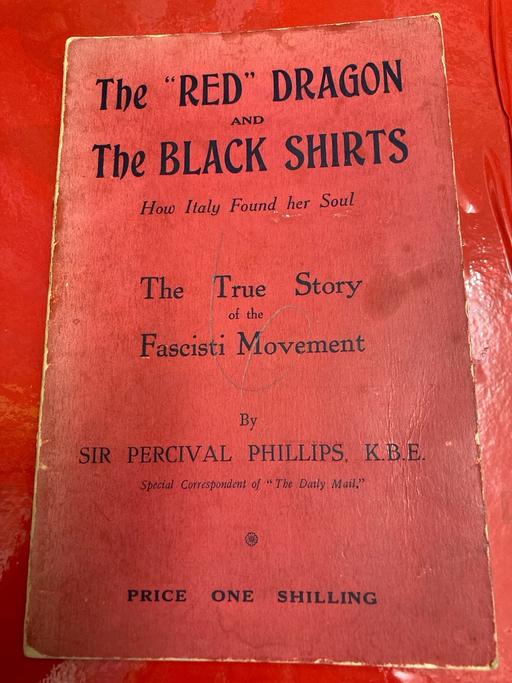 The "RED" DRAGON
AND
The BLACK SHIRTS
How Italy Found her Soul
The True Story
of the
Fascisti Movement
By
SIR PERCIVAL PHILLIPS, K.B.E.
Special Correspondent of "The Daily Mail,"
PRICE ONE SHILLING